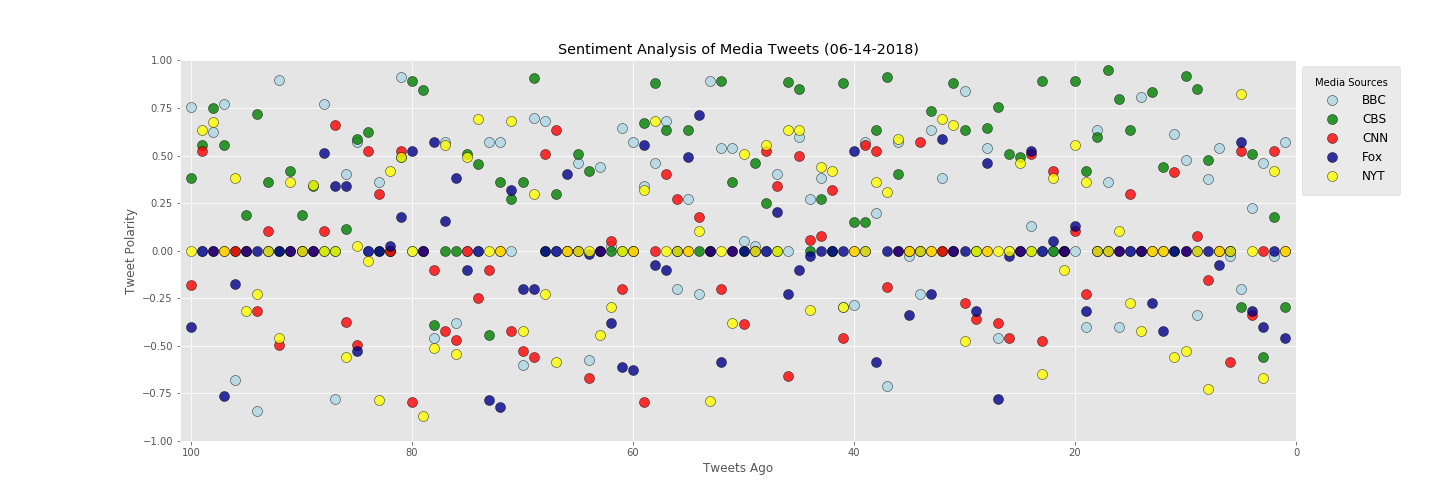 Sentiment Analysis of Media Tweets (06-14-2018)
1.00
0.75
0.50
0.25
0.00
−0.25
−0.50
−0.75
−1.00
Tweet Polarity
100
80
60
40
20
0
Tweets Ago
Media Sources
BBC
CBS
CNN
Fox
NYT